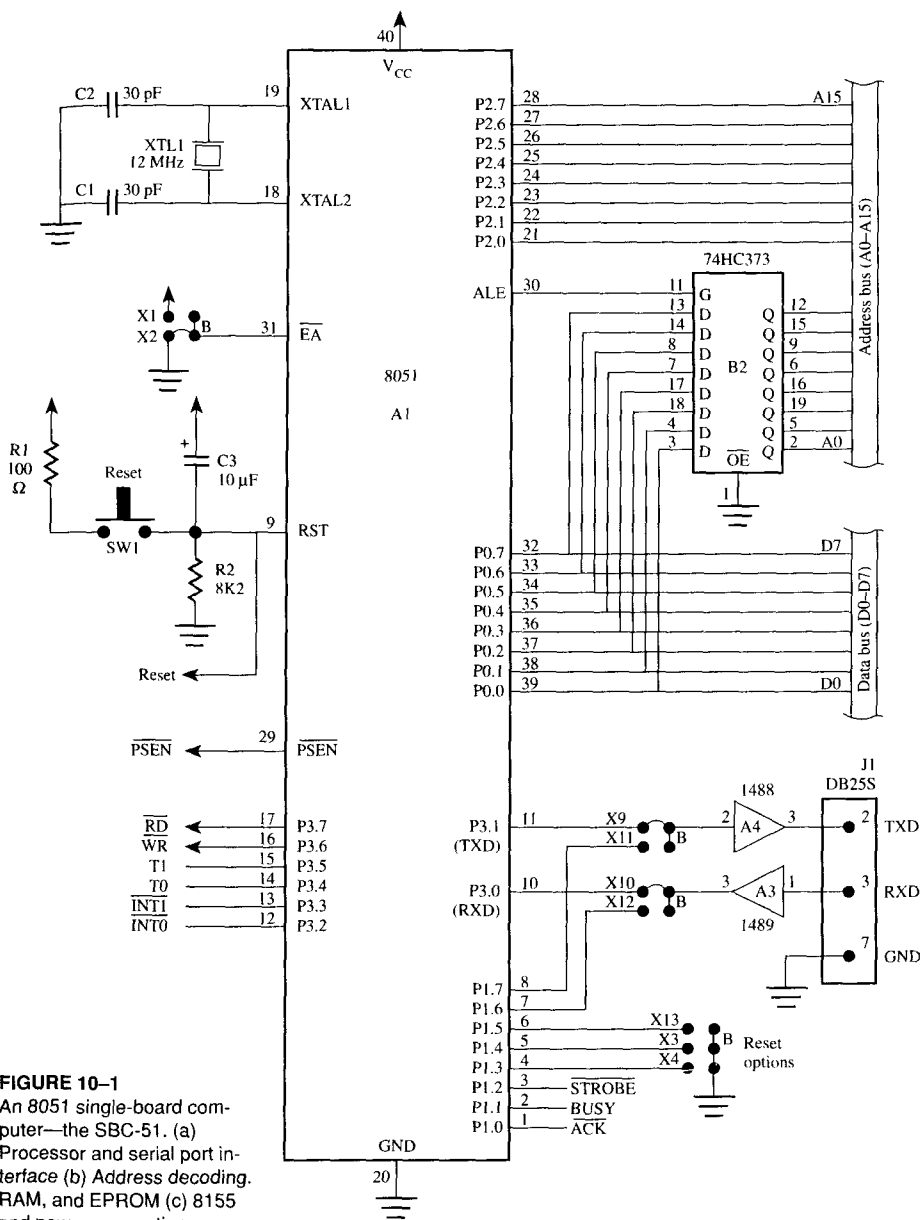 40
V_CC
C2 30 pF
19
XTAL1
XTL1
12 MHz
C1 30 pF
18
XTAL2
P2.7 28 A15
P2.6 27
P2.5 26
P2.4 25
P2.3 24
P2.2 23
P2.1 22
P2.0 21
Address bus (A0–A15)
74HC373
ALE 30
11 G
13 D Q 12
14 D Q 15
8 D Q 9
7 D Q 6
17 D Q 16
18 D Q 19
4 D Q 5
3 D Q 2 A0
B2
OE
1
X1
X2
B
31
EA
8051
A1
R1
100
Ω
Reset
SW1
+
C3
10 μF
9
RST
R2
8K2
Reset
P0.7 32 D7
P0.6 33
P0.5 34
P0.4 35
P0.3 36
P0.2 37
P0.1 38
P0.0 39 D0
Data bus (D0–D7)
PSEN 29 PSEN
RD 17 P3.7
WR 16 P3.6
T1 15 P3.5
T0 14 P3.4
INT1 13 P3.3
INT0 12 P3.2
J1
DB25S
1488
P3.1 11 X9 2 A4 3 2 TXD
(TXD) X11 B
P3.0 10 X10 3 A3 1 3 RXD
(RXD) X12 B
1489
7 GND
P1.7 8
P1.6 7
P1.5 6 X13
P1.4 5 X3 B Reset
P1.3 4 X4 options
P1.2 3 STROBE
P1.1 2 BUSY
P1.0 1 ACK
GND
20
FIGURE 10–1
An 8051 single-board com-
puter—the SBC-51. (a)
Processor and serial port in-
terface (b) Address decoding.
RAM, and EPROM (c) 8155